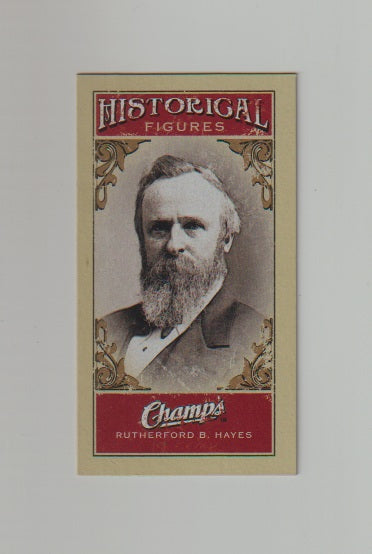 HISTORICAL
FIGURES
Champ's
RUTHERFORD B. HAYES